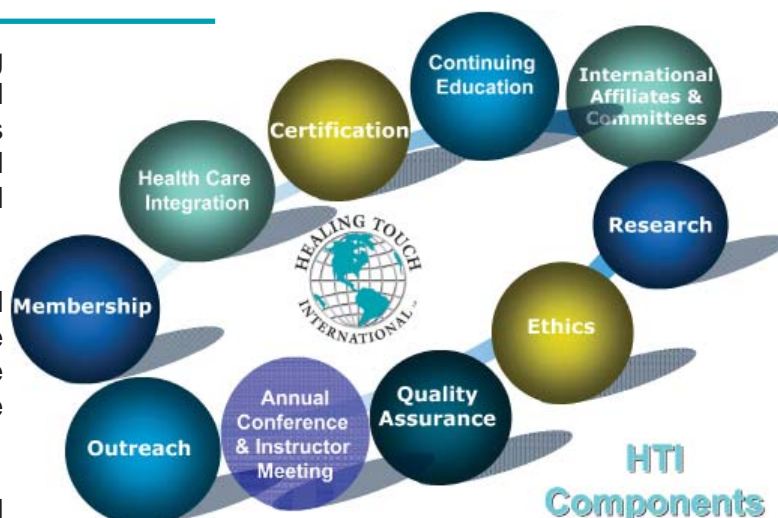 Continuing
Education
International
Affiliates &
Committees
Certification
Health Care
Integration
Research
HEALING TOUCH
INTERNATIONAL
Membership
Ethics
Annual
Conference
& Instructor
Meeting
Quality
Assurance
Outreach
HTI
Components